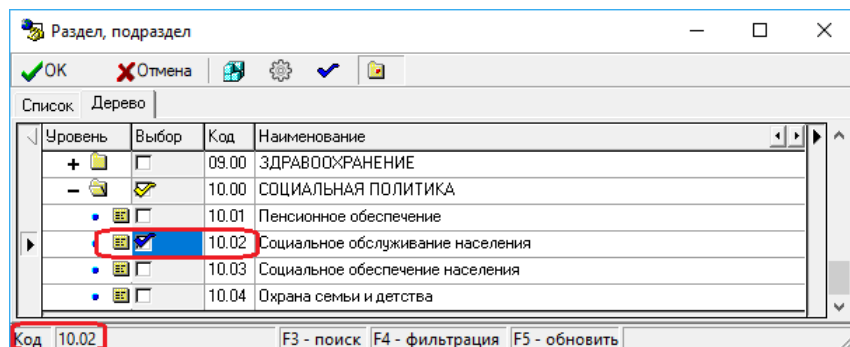 Раздел, подраздел
OK Отмена
Список Дерево
Уровень Выбор Код Наименование
09.00 ЗДРАВООХРАНЕНИЕ
10.00 СОЦИАЛЬНАЯ ПОЛИТИКА
10.01 Пенсионное обеспечение
10.02 Социальное обслуживание населения
10.03 Социальное обеспечение населения
10.04 Охрана семьи и детства
Код 10.02 F3 - поиск F4 - фильтрация F5 - обновить